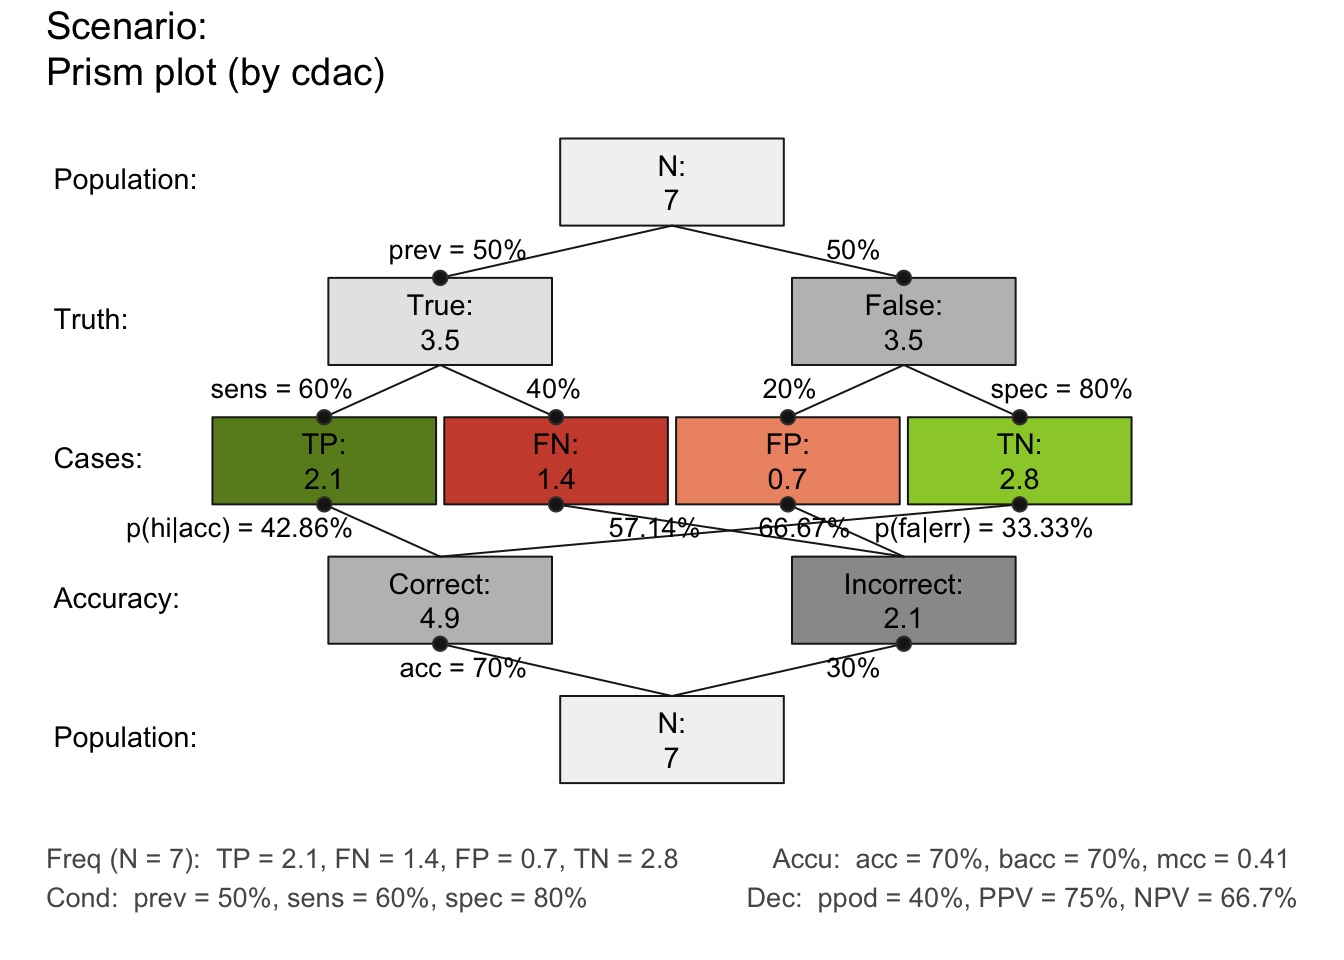 Scenario:
Prism plot (by cdac)
Population:
N:
7
prev = 50%
50%
Truth:
True:
3.5
False:
3.5
sens = 60%
40%
20%
spec = 80%
Cases:
TP:
2.1
FN:
1.4
FP:
0.7
TN:
2.8
p(hi|acc) = 42.86%
57.14%
66.67%
p(fa|err) = 33.33%
Accuracy:
Correct:
4.9
Incorrect:
2.1
acc = 70%
30%
Population:
N:
7
Freq (N = 7):  TP = 2.1, FN = 1.4, FP = 0.7, TN = 2.8
Accu:  acc = 70%, bacc = 70%, mcc = 0.41
Cond:  prev = 50%, sens = 60%, spec = 80%
Dec:  ppod = 40%, PPV = 75%, NPV = 66.7%